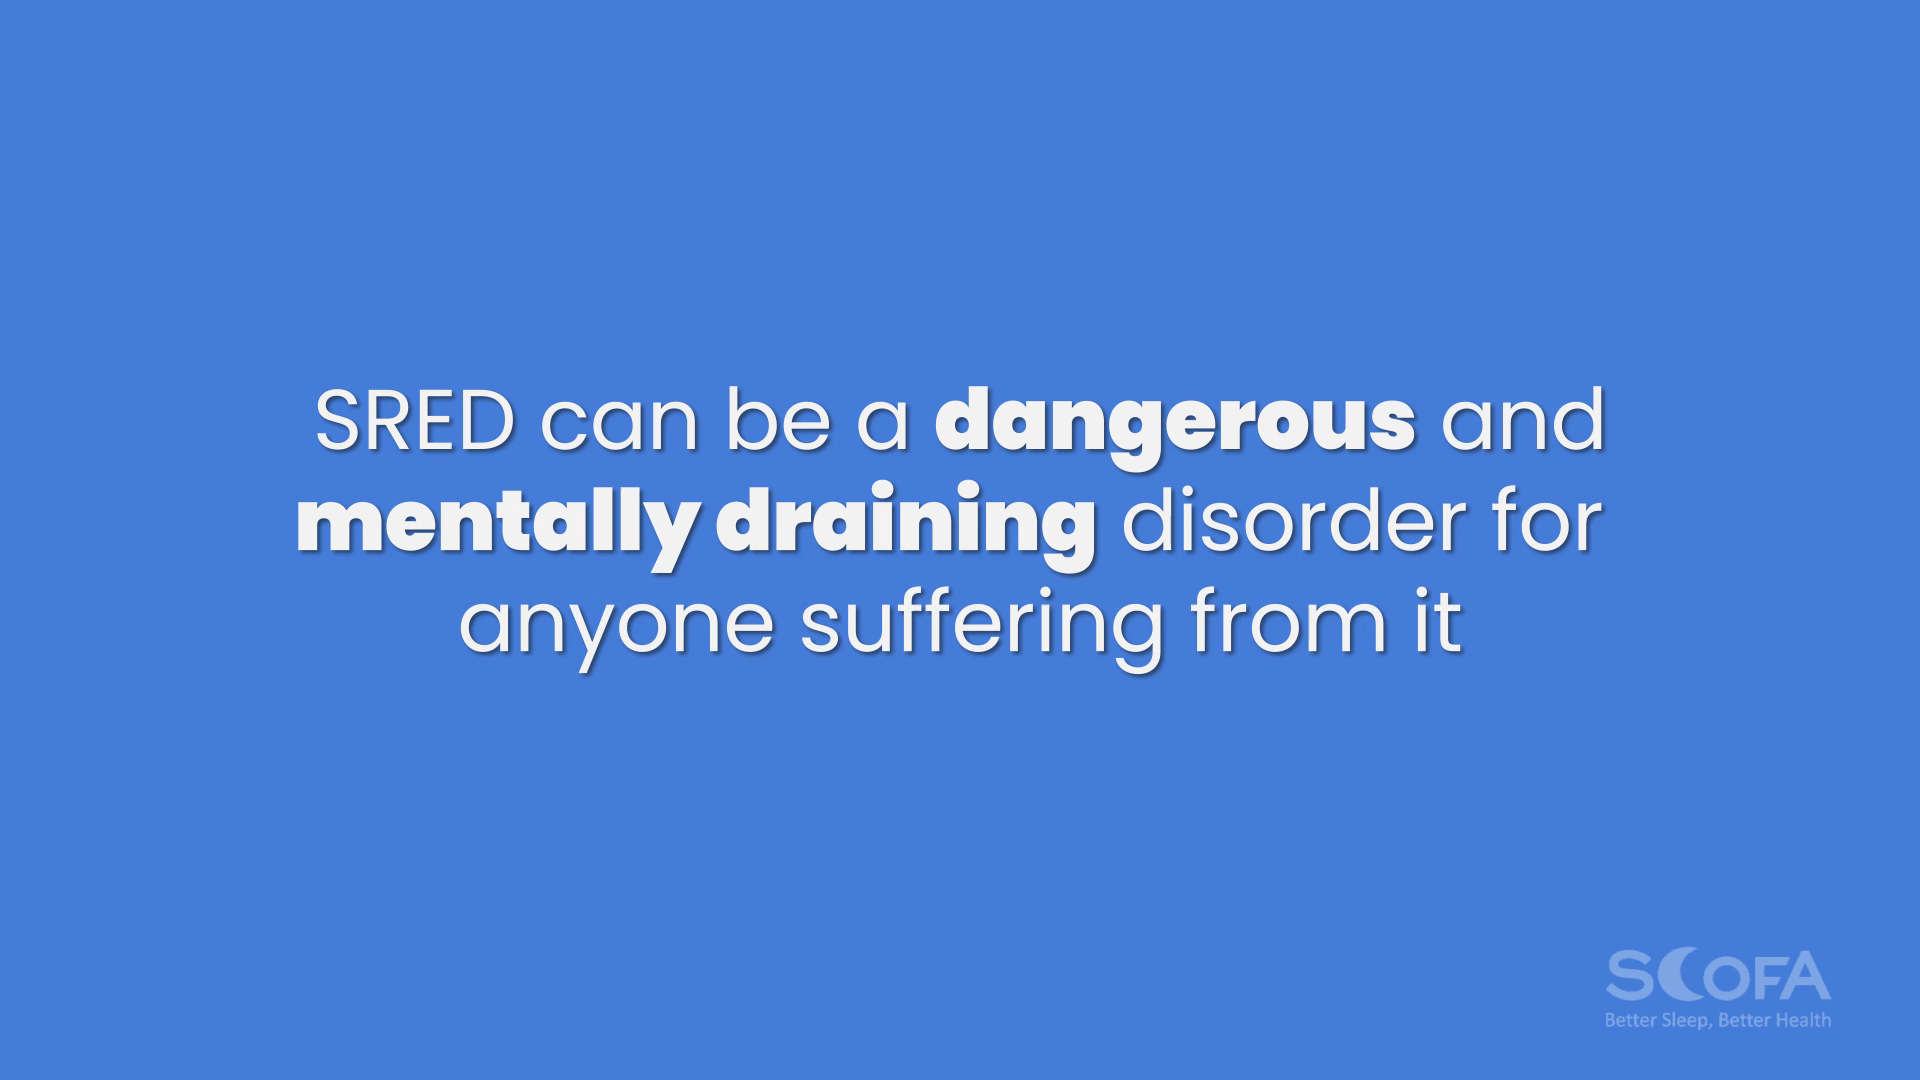 SRED can be a dangerous and
mentally draining disorder for
anyone suffering from it
SCOFA
Better Sleep, Better Health